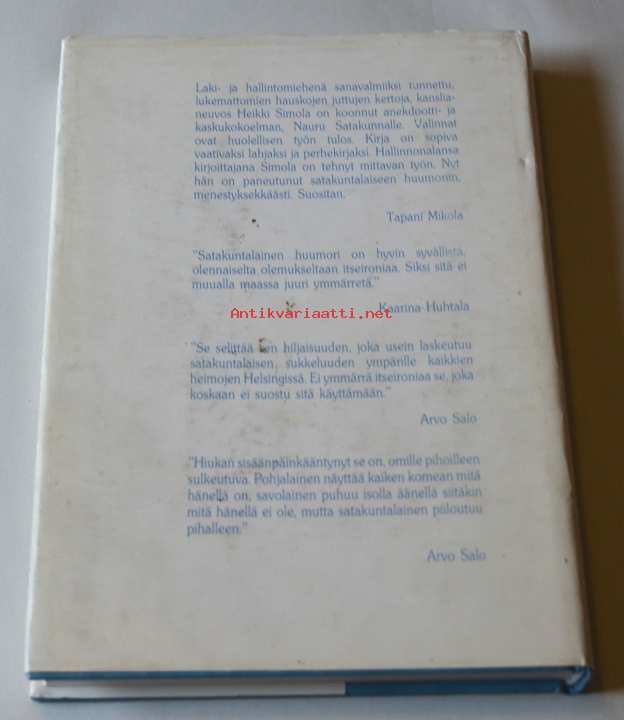 Laki- ja hallintomiehenä sanavalmiiksi tunnettu,
lukemattomien hauskojen juttujen kertoja, kanslia-
neuvos Heikki Simola on koonnut anekdootti- ja
kaskukokoelman, Nauru Satakunnalle. Valinnat
ovat huolellisen työn tulos. Kirja on sopiva
vaativaksi lahjaksi ja perhekirjaksi. Hallinnonalansa
kirjoittajana Simola on tehnyt mittavan työn. Nyt
hän on paneutunut satakuntalaiseen huumoriin,
menestyksekkäästi. Suositan.
Tapani Mikola
"Satakuntalainen huumori on hyvin syvällistä,
olennaiselta olemukseltaan itseironiaa. Siksi sitä ei
muualla maassa juuri ymmärretä."
Kaarina Huhtala
Antikvariaatti.net
"Se selittää sen hiljaisuuden, joka usein laskeutuu
satakuntalaisen sukkeluuden ympärille kaikkien
heimojen Helsingissä. Ei ymmärrä itseironiaa se, joka
koskaan ei suostu sitä käyttämään."
Arvo Salo
"Hiukan sisäänpäinkääntynyt se on, omille pihoilleen
sulkeutuva. Pohjalainen näyttää kaiken komean mitä
hänellä on, savolainen puhuu isolla äänellä siitäkin
mitä hänellä ei ole, mutta satakuntalainen piiloutuu
pihalleen."
Arvo Salo